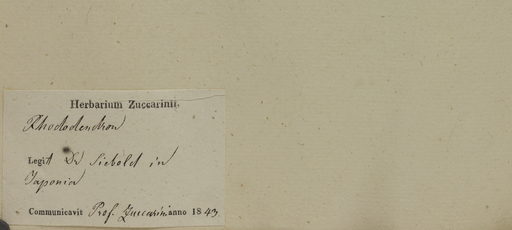 Herbarium Zuccarinii.
Rhododendron
Legit Dr Siebold in
Japonia
Communicavit Prof. Zuccarini anno 1843.